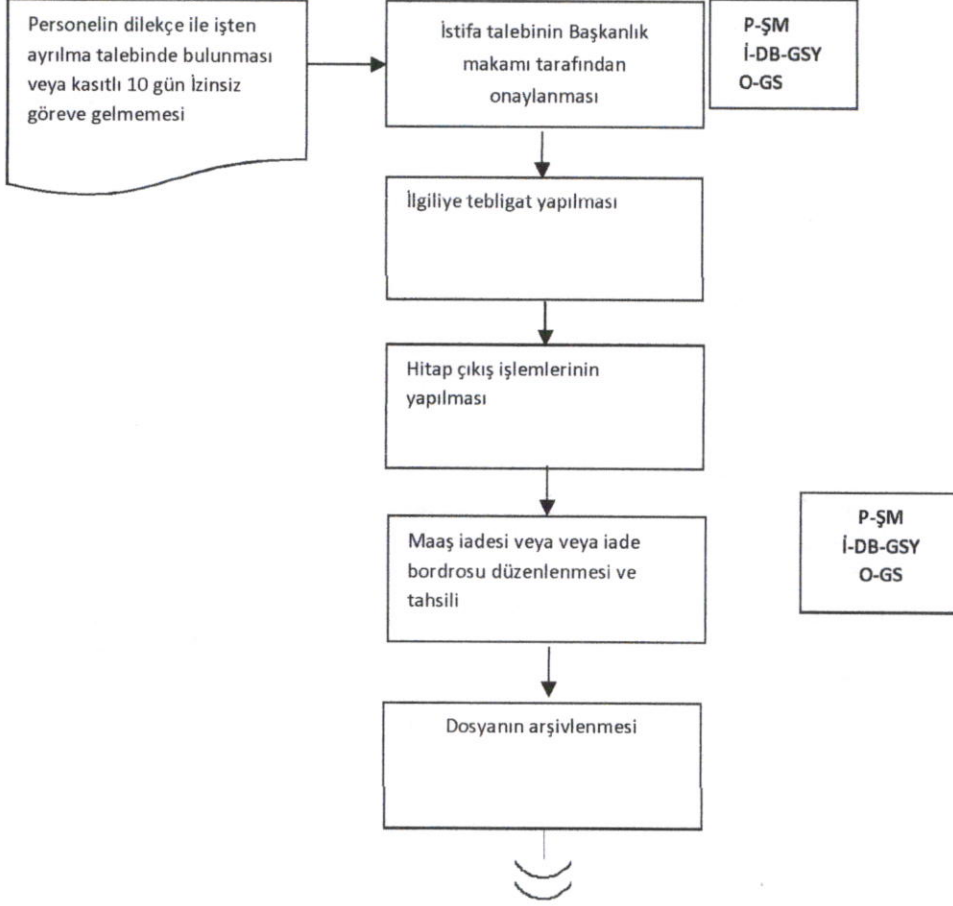 Personelin dilekçe ile işten
ayrılma talebinde bulunması
veya kasıtlı 10 gün İzinsiz
göreve gelmemesi
İstifa talebinin Başkanlık
makamı tarafından
onaylanması
P-ŞM
İ-DB-GSY
O-GS
İlgiliye tebligat yapılması
Hitap çıkış işlemlerinin
yapılması
Maaş iadesi veya veya iade
bordrosu düzenlenmesi ve
tahsili
P-ŞM
İ-DB-GSY
O-GS
Dosyanın arşivlenmesi